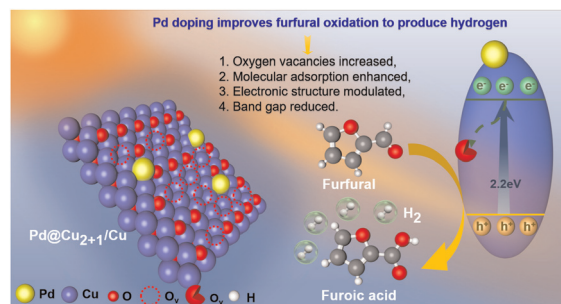 Pd doping improves furfural oxidation to produce hydrogen
1. Oxygen vacancies increased,
2. Molecular adsorption enhanced,
3. Electronic structure modulated,
4. Band gap reduced.
e⁻ e⁻ e⁻
Furfural
2.2eV
H₂
Pd@Cu₂₊₁/Cu
h⁺ h⁺ h⁺
Furoic acid
Pd Cu O Oᵥ Oᵥ H